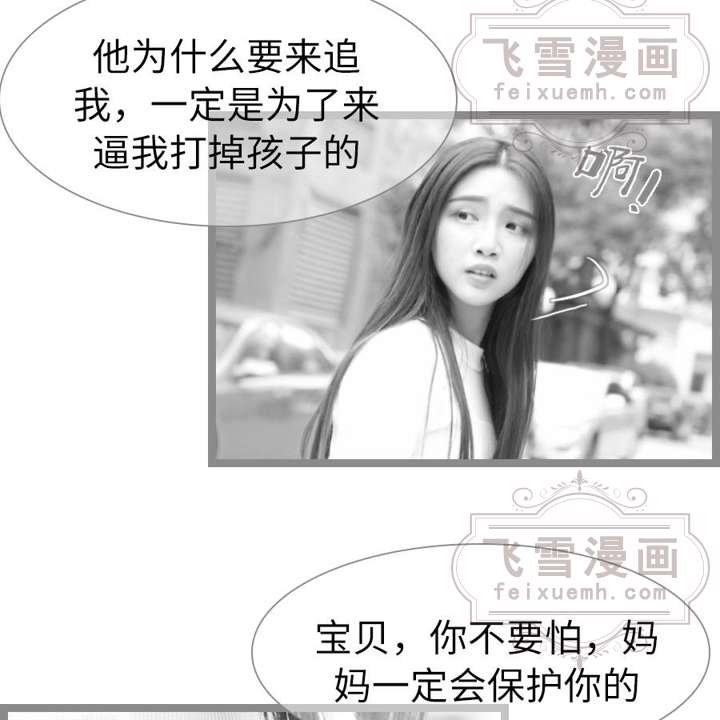 飞雪漫画
feixuemh.com
他为什么要来追
我，一定是为了来
逼我打掉孩子的
啊！
飞雪漫画
feixuemh.com
宝贝，你不要怕，妈
妈一定会保护你的